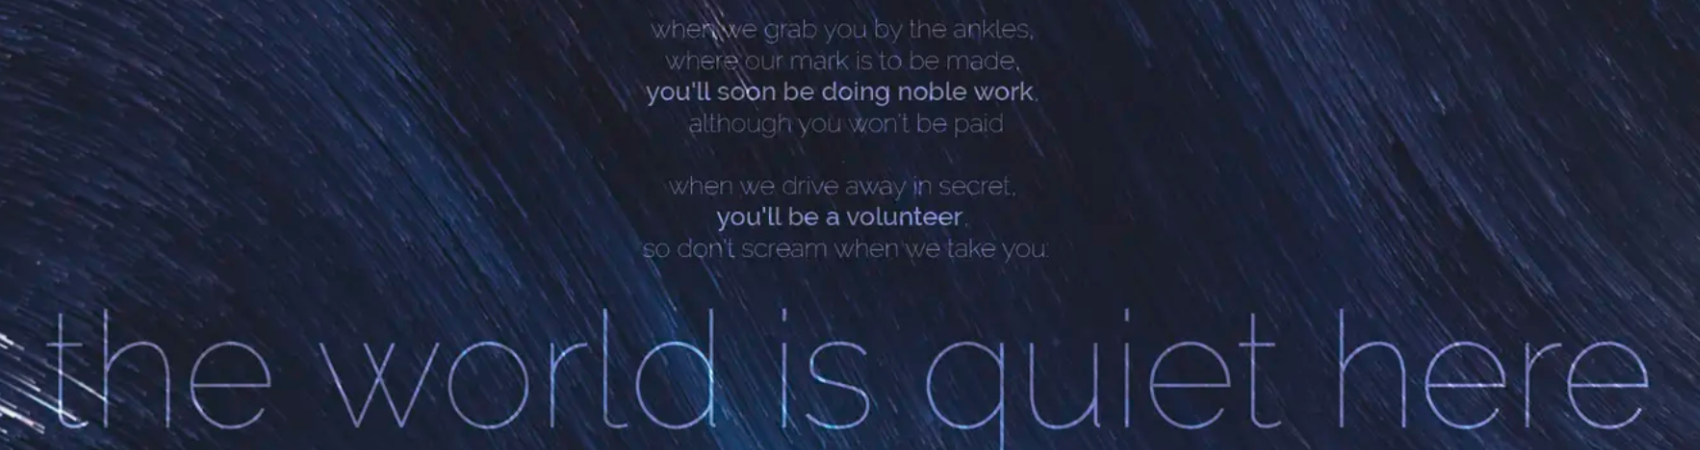 when we grab you by the ankles,
where our mark is to be made,
you'll soon be doing noble work,
although you won't be paid
when we drive away in secret,
you'll be a volunteer,
so don't scream when we take you:
the world is quiet here